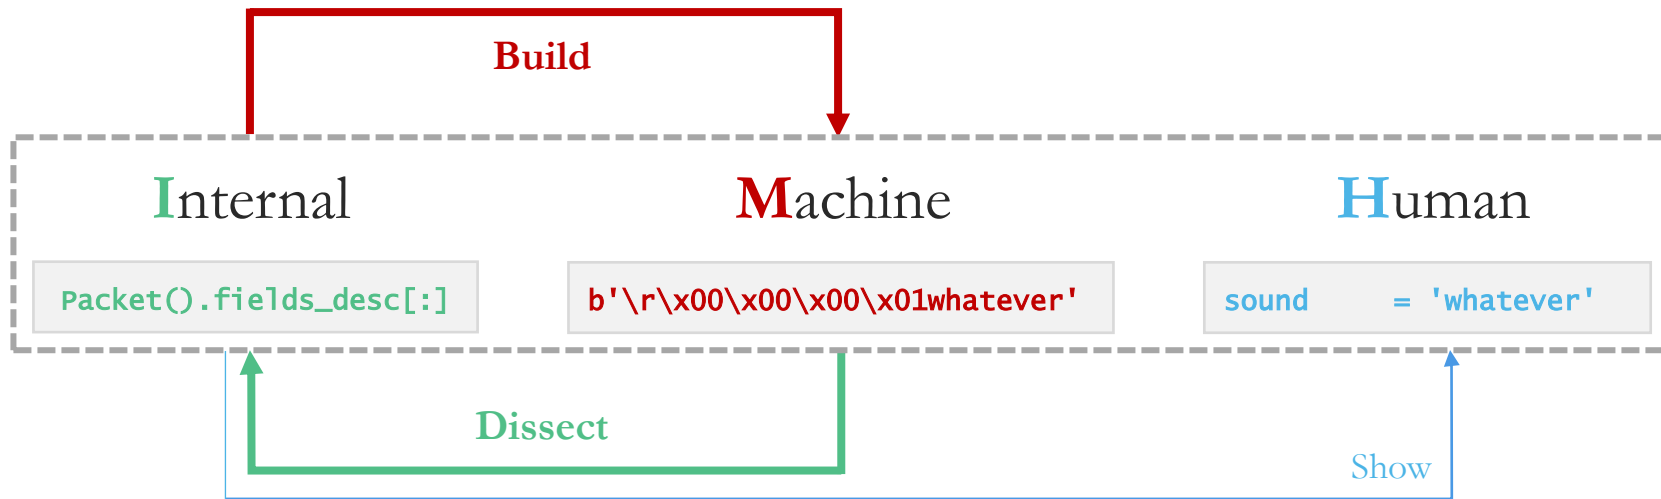 Build
Internal Machine Human
Packet().fields_desc[:] b'\r\x00\x00\x00\x01whatever' sound = 'whatever'
Dissect
Show